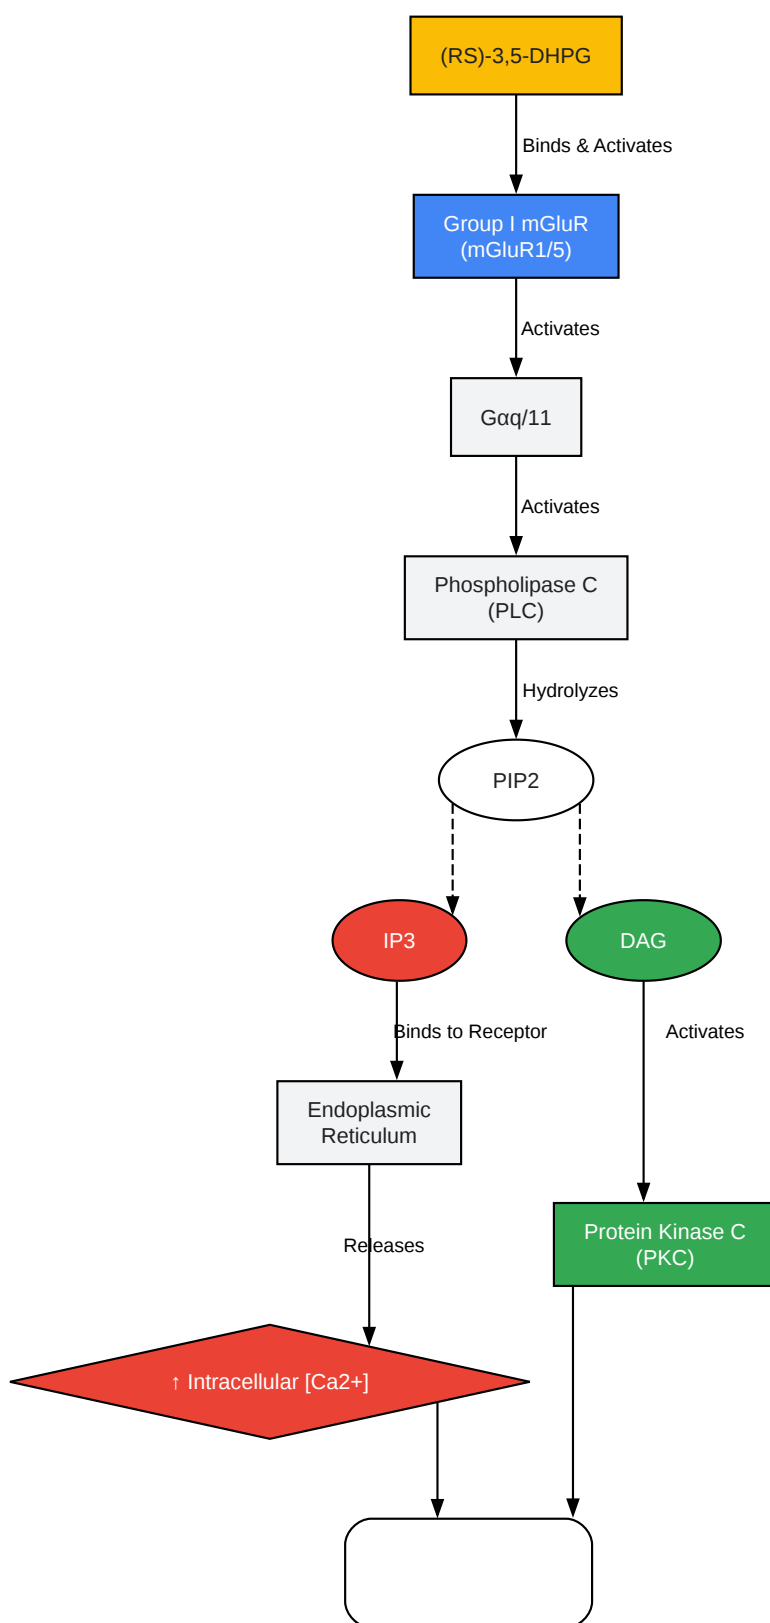 (RS)-3,5-DHPG
Binds & Activates
Group I mGluR
(mGluR1/5)
Activates
Gαq/11
Activates
Phospholipase C
(PLC)
Hydrolyzes
PIP2
IP3
DAG
Binds to Receptor
Activates
Endoplasmic
Reticulum
Releases
Protein Kinase C
(PKC)
↑ Intracellular [Ca2+]